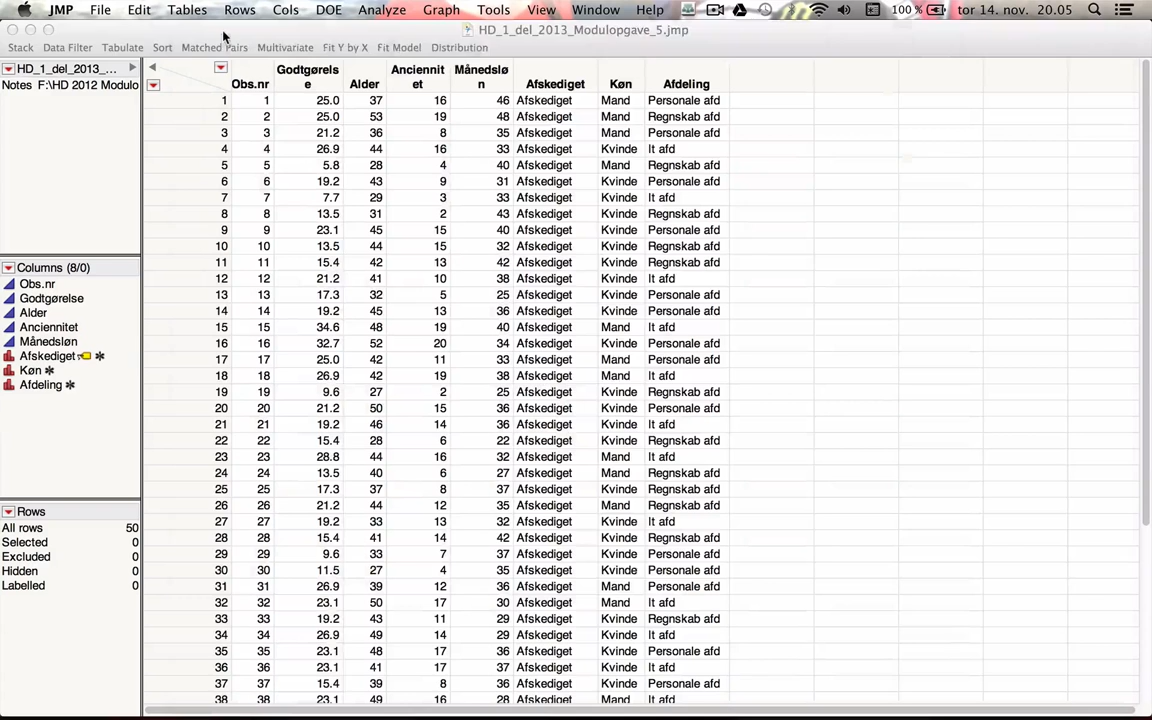 JMP File Edit Tables Rows Cols DOE Analyze Graph Tools View Window Help 100 % tor 14. nov. 20.05
HD_1_del_2013_Modulopgave_5.jmp
Stack Data Filter Tabulate Sort Matched Pairs Multivariate Fit Y by X Fit Model Distribution
HD_1_del_2013_...
Notes F:\HD 2012 Modulo
Columns (8/0)
Obs.nr
Godtgørelse
Alder
Anciennitet
Månedsløn
Afskediget
Køn
Afdeling
Rows
All rows 50
Selected 0
Excluded 0
Hidden 0
Labelled 0
Godtgørels Anciennit Månedslø
Obs.nr e Alder et n Afskediget Køn Afdeling
1 1 25.0 37 16 46 Afskediget Mand Personale afd
2 2 25.0 53 19 48 Afskediget Mand Regnskab afd
3 3 21.2 36 8 35 Afskediget Mand Personale afd
4 4 26.9 44 16 33 Afskediget Kvinde It afd
5 5 5.8 28 4 40 Afskediget Mand Regnskab afd
6 6 19.2 43 9 31 Afskediget Kvinde Personale afd
7 7 7.7 29 3 33 Afskediget Kvinde It afd
8 8 13.5 31 2 43 Afskediget Kvinde Regnskab afd
9 9 23.1 45 15 40 Afskediget Kvinde Personale afd
10 10 13.5 44 15 32 Afskediget Kvinde Regnskab afd
11 11 15.4 42 13 42 Afskediget Kvinde Regnskab afd
12 12 21.2 41 10 38 Afskediget Kvinde It afd
13 13 17.3 32 5 25 Afskediget Kvinde Personale afd
14 14 19.2 45 13 36 Afskediget Kvinde Personale afd
15 15 34.6 48 19 40 Afskediget Mand It afd
16 16 32.7 52 20 34 Afskediget Kvinde Personale afd
17 17 25.0 42 11 33 Afskediget Mand Personale afd
18 18 26.9 42 19 38 Afskediget Mand It afd
19 19 9.6 27 2 25 Afskediget Kvinde Regnskab afd
20 20 21.2 50 15 36 Afskediget Kvinde Personale afd
21 21 19.2 46 14 36 Afskediget Kvinde It afd
22 22 15.4 28 6 22 Afskediget Kvinde Regnskab afd
23 23 28.8 44 16 32 Afskediget Mand It afd
24 24 13.5 40 6 27 Afskediget Mand Regnskab afd
25 25 17.3 37 8 37 Afskediget Kvinde Regnskab afd
26 26 21.2 44 12 35 Afskediget Mand Regnskab afd
27 27 19.2 33 13 32 Afskediget Kvinde It afd
28 28 15.4 41 14 42 Afskediget Kvinde Regnskab afd
29 29 9.6 33 7 37 Afskediget Kvinde Personale afd
30 30 11.5 27 4 35 Afskediget Kvinde Personale afd
31 31 26.9 39 12 36 Afskediget Mand Personale afd
32 32 23.1 50 17 30 Afskediget Mand It afd
33 33 19.2 43 11 29 Afskediget Kvinde Regnskab afd
34 34 26.9 49 14 29 Afskediget Kvinde It afd
35 35 23.1 48 17 36 Afskediget Kvinde Personale afd
36 36 23.1 41 17 37 Afskediget Kvinde It afd
37 37 15.4 39 8 36 Afskediget Kvinde Personale afd
38 38 23.1 49 16 28 Afskediget Mand It afd